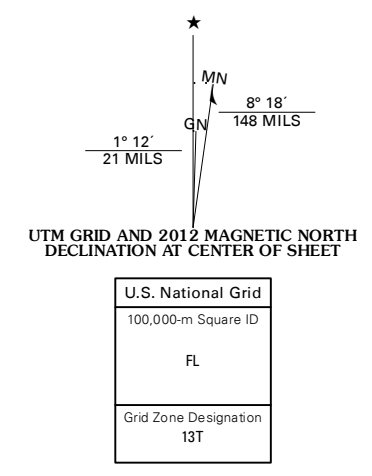 ★
MN
8° 18´
148 MILS
GN
1° 12´
21 MILS
UTM GRID AND 2012 MAGNETIC NORTH
DECLINATION AT CENTER OF SHEET
U.S. National Grid
100,000-m Square ID
FL
Grid Zone Designation
13T